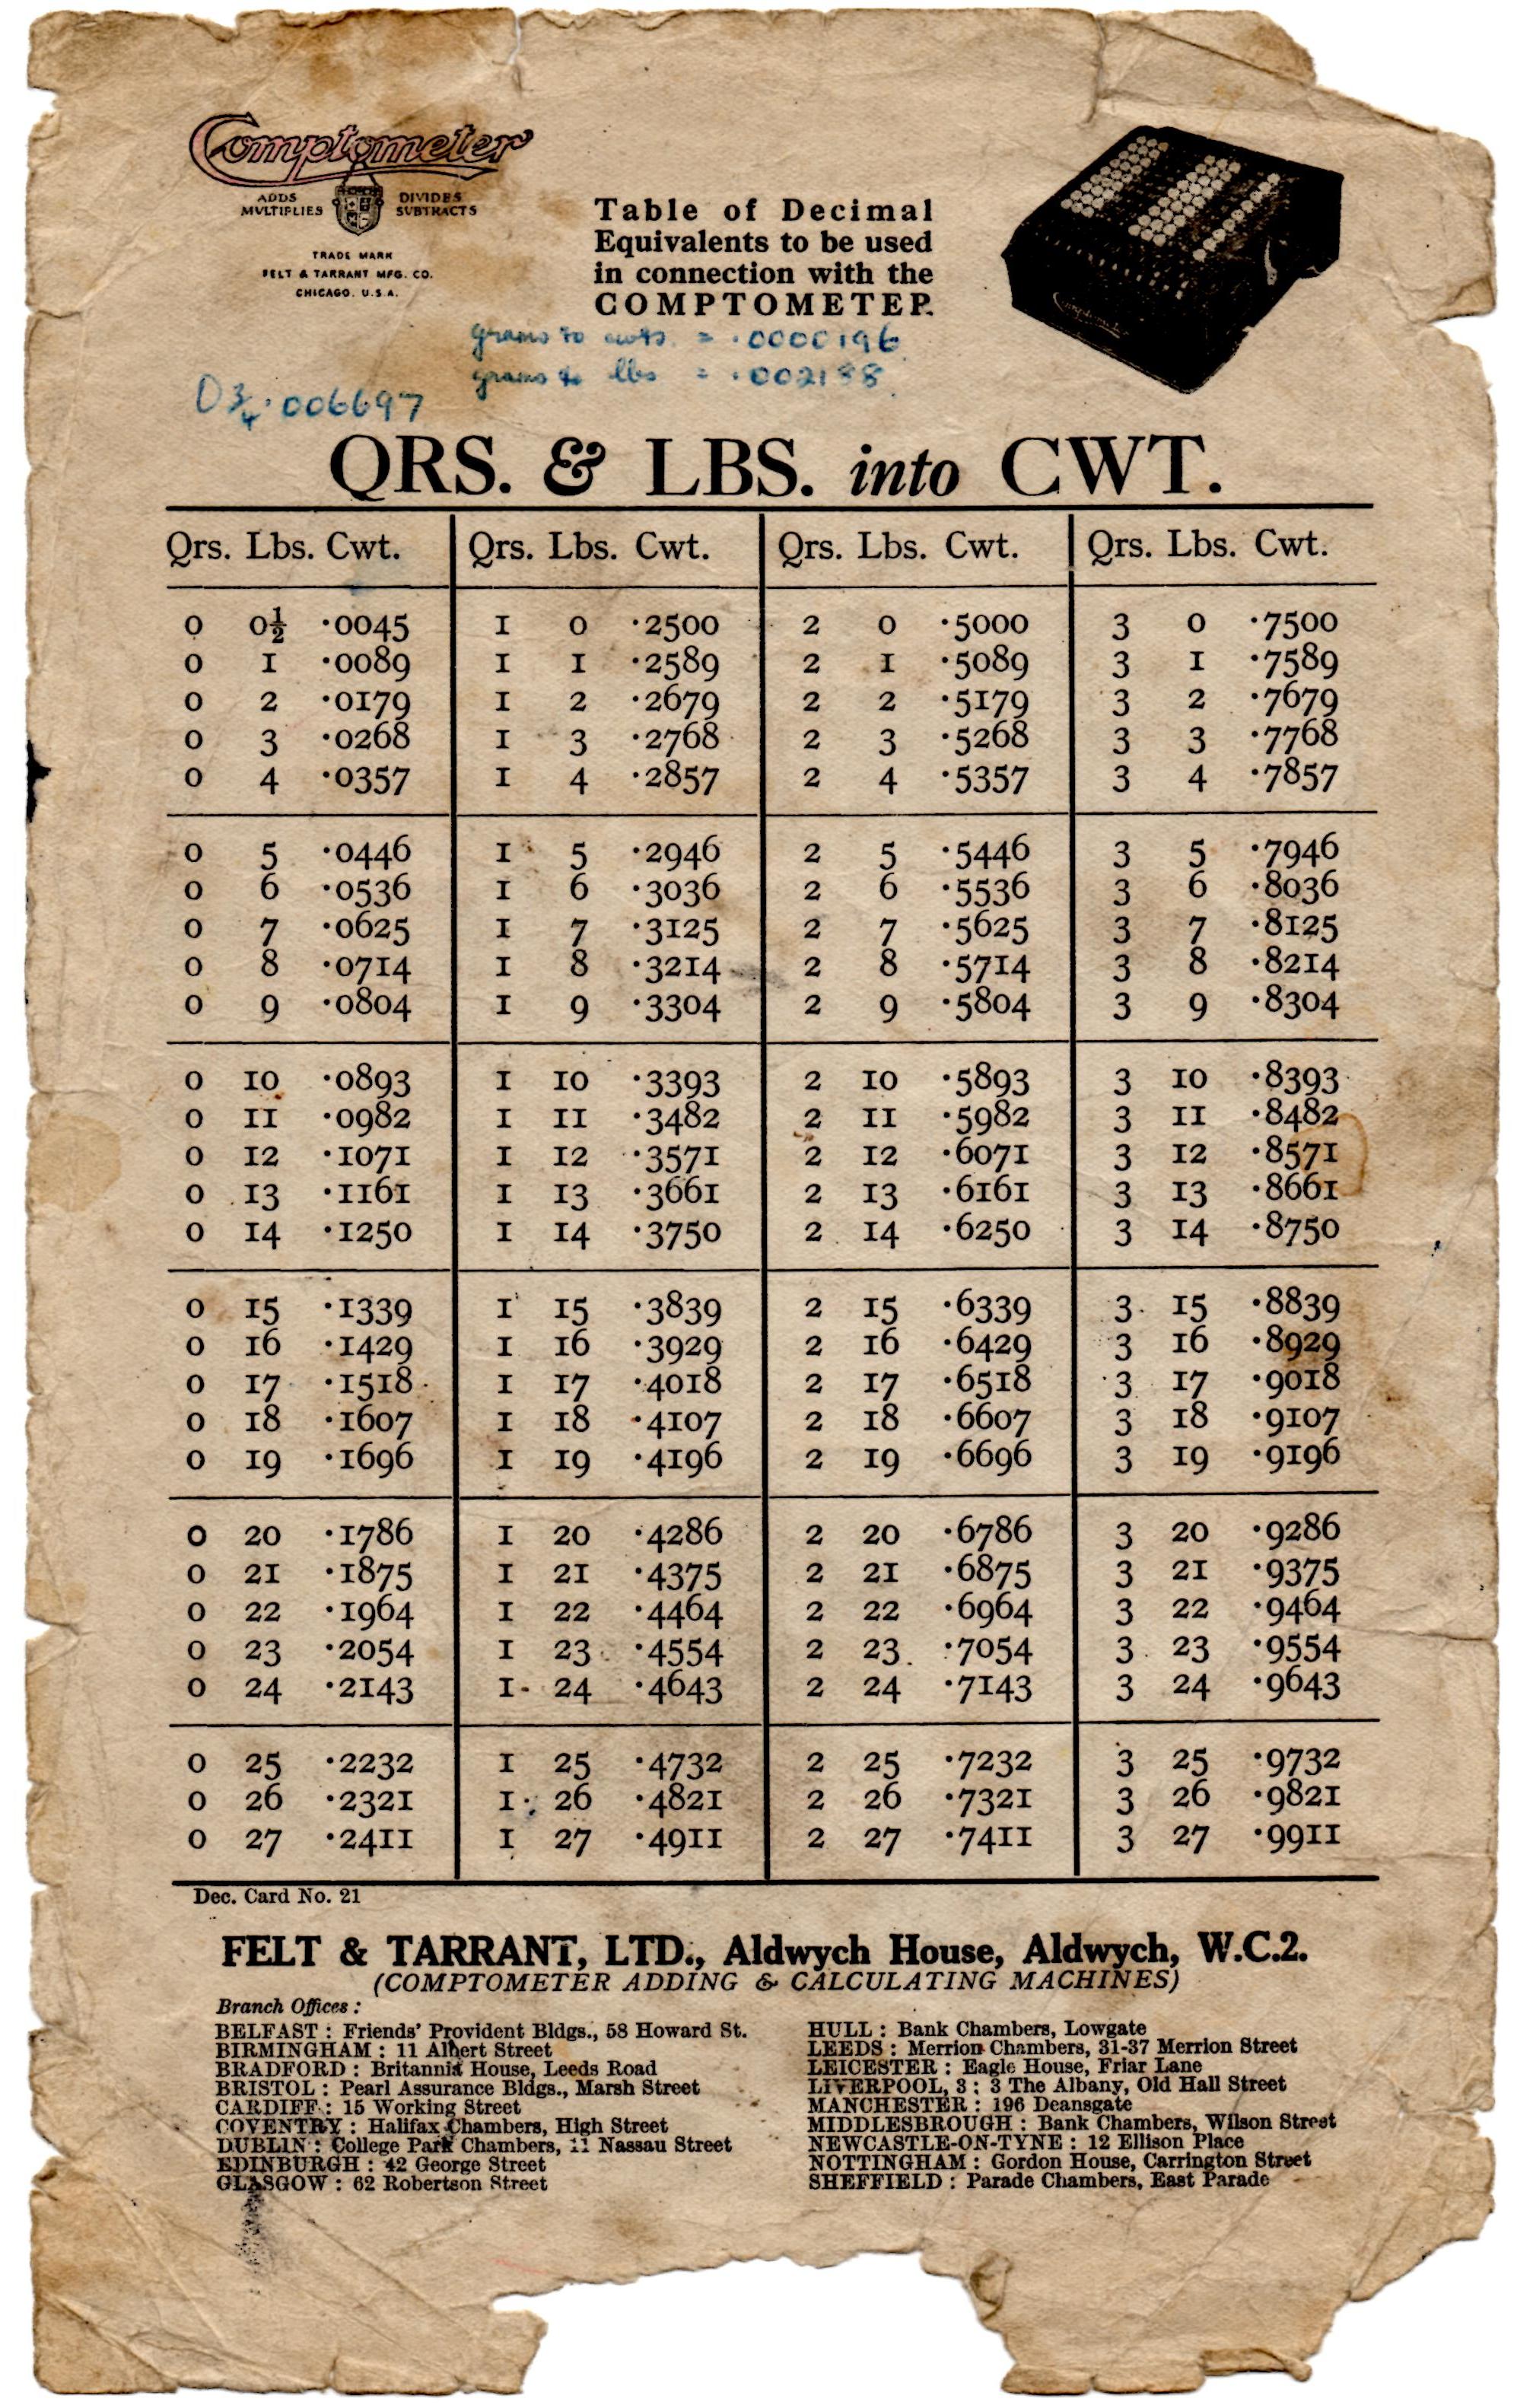 Comptometer
ADDS MULTIPLIES DIVIDES SUBTRACTS
TRADE MARK
FELT & TARRANT MFG. CO.
CHICAGO. U.S.A.
Table of Decimal
Equivalents to be used
in connection with the
COMPTOMETER.
Comptometer
grams to cwts. = .0000196
grams to lbs = .002188
0 3/4 .006697
QRS. & LBS. into CWT.
Qrs. Lbs. Cwt. Qrs. Lbs. Cwt. Qrs. Lbs. Cwt. Qrs. Lbs. Cwt.
0 0½ ·0045 1 0 ·2500 2 0 ·5000 3 0 ·7500
0 1 ·0089 1 1 ·2589 2 1 ·5089 3 1 ·7589
0 2 ·0179 1 2 ·2679 2 2 ·5179 3 2 ·7679
0 3 ·0268 1 3 ·2768 2 3 ·5268 3 3 ·7768
0 4 ·0357 1 4 ·2857 2 4 ·5357 3 4 ·7857
0 5 ·0446 1 5 ·2946 2 5 ·5446 3 5 ·7946
0 6 ·0536 1 6 ·3036 2 6 ·5536 3 6 ·8036
0 7 ·0625 1 7 ·3125 2 7 ·5625 3 7 ·8125
0 8 ·0714 1 8 ·3214 2 8 ·5714 3 8 ·8214
0 9 ·0804 1 9 ·3304 2 9 ·5804 3 9 ·8304
0 10 ·0893 1 10 ·3393 2 10 ·5893 3 10 ·8393
0 11 ·0982 1 11 ·3482 2 11 ·5982 3 11 ·8482
0 12 ·1071 1 12 ·3571 2 12 ·6071 3 12 ·8571
0 13 ·1161 1 13 ·3661 2 13 ·6161 3 13 ·8661
0 14 ·1250 1 14 ·3750 2 14 ·6250 3 14 ·8750
0 15 ·1339 1 15 ·3839 2 15 ·6339 3 15 ·8839
0 16 ·1429 1 16 ·3929 2 16 ·6429 3 16 ·8929
0 17 ·1518 1 17 ·4018 2 17 ·6518 3 17 ·9018
0 18 ·1607 1 18 ·4107 2 18 ·6607 3 18 ·9107
0 19 ·1696 1 19 ·4196 2 19 ·6696 3 19 ·9196
0 20 ·1786 1 20 ·4286 2 20 ·6786 3 20 ·9286
0 21 ·1875 1 21 ·4375 2 21 ·6875 3 21 ·9375
0 22 ·1964 1 22 ·4464 2 22 ·6964 3 22 ·9464
0 23 ·2054 1 23 ·4554 2 23 ·7054 3 23 ·9554
0 24 ·2143 1 24 ·4643 2 24 ·7143 3 24 ·9643
0 25 ·2232 1 25 ·4732 2 25 ·7232 3 25 ·9732
0 26 ·2321 1 26 ·4821 2 26 ·7321 3 26 ·9821
0 27 ·2411 1 27 ·4911 2 27 ·7411 3 27 ·9911
Dec. Card No. 21
FELT & TARRANT, LTD., Aldwych House, Aldwych, W.C.2.
(COMPTOMETER ADDING & CALCULATING MACHINES)
Branch Offices :
BELFAST : Friends' Provident Bldgs., 58 Howard St.
BIRMINGHAM : 11 Albert Street
BRADFORD : Britannia House, Leeds Road
BRISTOL : Pearl Assurance Bldgs., Marsh Street
CARDIFF : 15 Working Street
COVENTRY : Halifax Chambers, High Street
DUBLIN : College Park Chambers, 11 Nassau Street
EDINBURGH : 42 George Street
GLASGOW : 62 Robertson Street
HULL : Bank Chambers, Lowgate
LEEDS : Merrion Chambers, 31-37 Merrion Street
LEICESTER : Eagle House, Friar Lane
LIVERPOOL, 3 : 3 The Albany, Old Hall Street
MANCHESTER : 196 Deansgate
MIDDLESBROUGH : Bank Chambers, Wilson Street
NEWCASTLE-ON-TYNE : 12 Ellison Place
NOTTINGHAM : Gordon House, Carrington Street
SHEFFIELD : Parade Chambers, East Parade